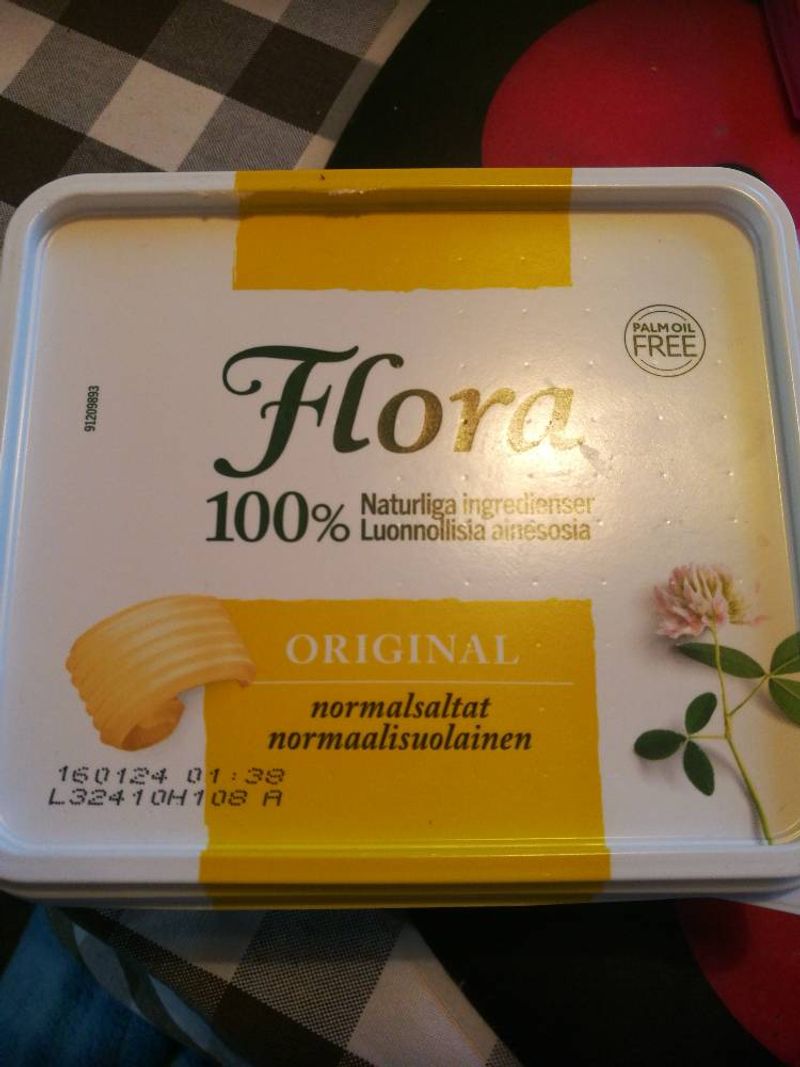 PALM OIL
FREE
91209893
Flora
100% Naturliga ingredienser
Luonnollisia ainesosia
ORIGINAL
normalsaltat
normaalisuolainen
160124 01:38
L32410H108 A